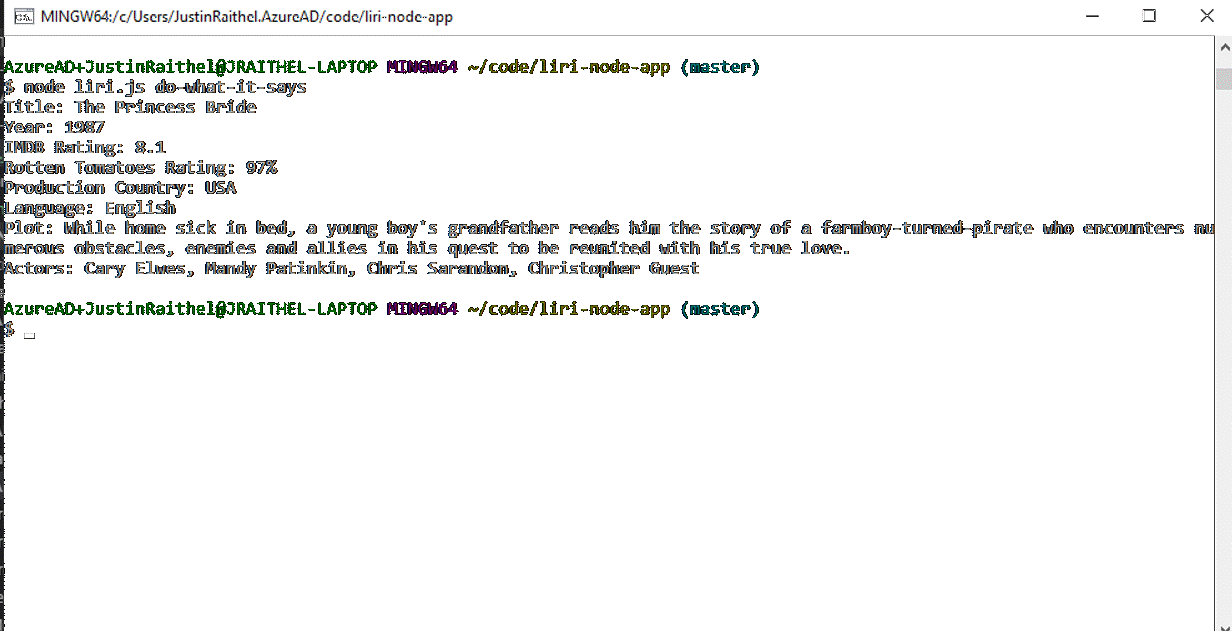 MINGW64:/c/Users/JustinRaithel.AzureAD/code/liri-node-app
AzureAD+JustinRaithel@JRAITHEL-LAPTOP MINGW64 ~/code/liri-node-app (master)
$ node liri.js do-what-it-says
Title: The Princess Bride
Year: 1987
IMDB Rating: 8.1
Rotten Tomatoes Rating: 97%
Production Country: USA
Language: English
Plot: While home sick in bed, a young boy's grandfather reads him the story of a farmboy-turned-pirate who encounters nu
merous obstacles, enemies and allies in his quest to be reunited with his true love.
Actors: Cary Elwes, Mandy Patinkin, Chris Sarandon, Christopher Guest
AzureAD+JustinRaithel@JRAITHEL-LAPTOP MINGW64 ~/code/liri-node-app (master)
$